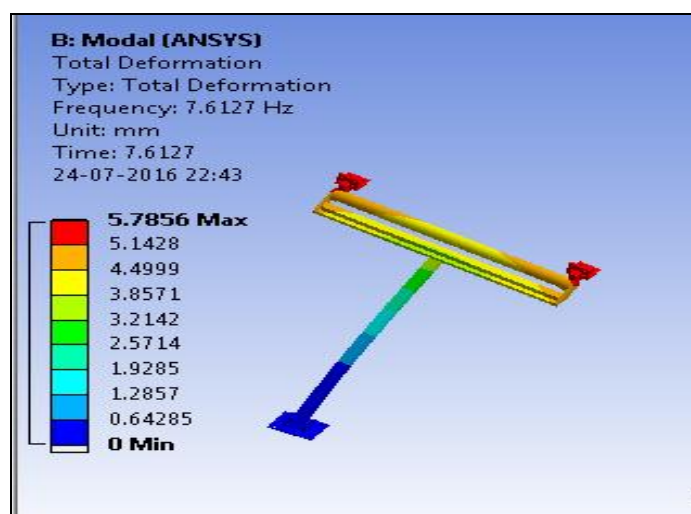 B: Modal (ANSYS)
Total Deformation
Type: Total Deformation
Frequency: 7.6127 Hz
Unit: mm
Time: 7.6127
24-07-2016 22:43
5.7856 Max
5.1428
4.4999
3.8571
3.2142
2.5714
1.9285
1.2857
0.64285
0 Min